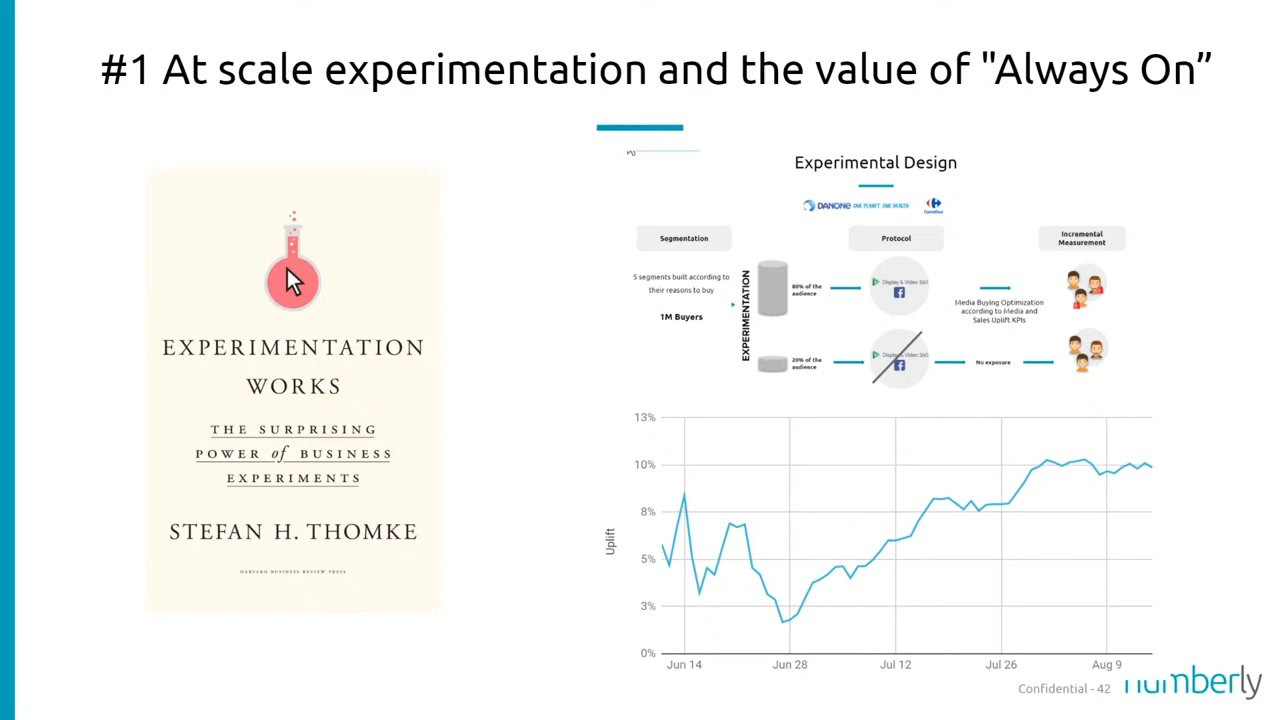 #1 At scale experimentation and the value of "Always On”
EXPERIMENTATION
WORKS
THE SURPRISING
POWER of BUSINESS
EXPERIMENTS
STEFAN H. THOMKE
HARVARD BUSINESS REVIEW PRESS
Experimental Design
DANONE ONE PLANET. ONE HEALTH
Carrefour
Segmentation
Protocol
Incremental
Measurement
5 segments built according to
their reasons to buy
1M Buyers
EXPERIMENTATION
80% of the
audience
Display & Video 360
Media Buying Optimization
according to Media and
Sales Uplift KPIs
20% of the
audience
Display & Video 360
No exposure
13%
10%
8%
5%
3%
0%
Uplift
Jun 14
Jun 28
Jul 12
Jul 26
Aug 9
Confidential - 42
numberly